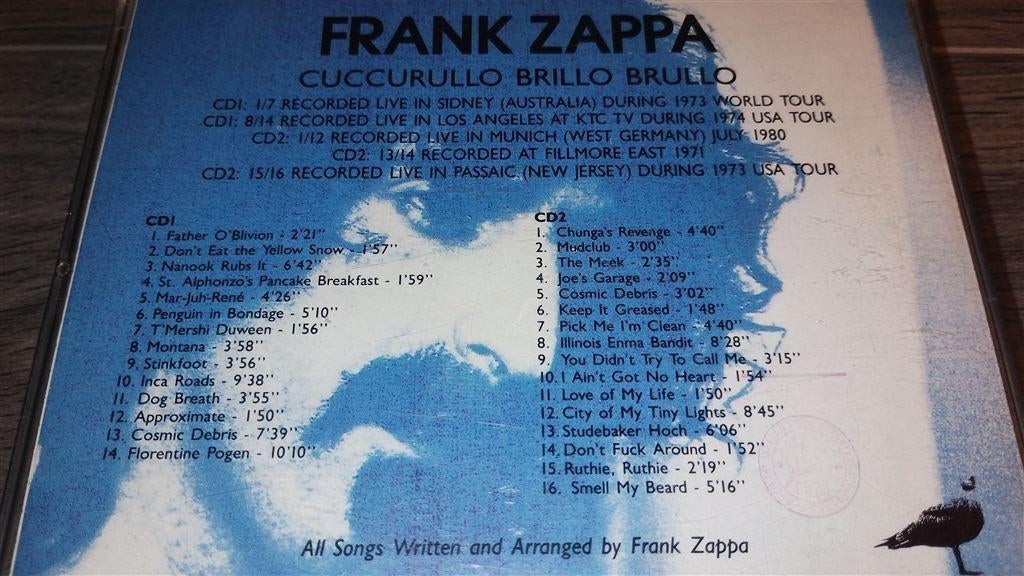 FRANK ZAPPA
CUCCURULLO BRILLO BRULLO
CD1: 1/7 RECORDED LIVE IN SIDNEY (AUSTRALIA) DURING 1973 WORLD TOUR
CD1: 8/14 RECORDED LIVE IN LOS ANGELES AT KTC TV DURING 1974 USA TOUR
CD2: 1/12 RECORDED LIVE IN MUNICH (WEST GERMANY) JULY 1980
CD2: 13/14 RECORDED AT FILLMORE EAST 1971
CD2: 15/16 RECORDED LIVE IN PASSAIC (NEW JERSEY) DURING 1973 USA TOUR
CD1
1. Father O'Blivion - 2'21''
2. Don't Eat the Yellow Snow - 1'57''
3. Nanook Rubs It - 6'42''
4. St. Alphonzo's Pancake Breakfast - 1'59''
5. Mar-Juh-René - 4'26''
6. Penguin in Bondage - 5'10''
7. T'Mershi Duween - 1'56''
8. Montana - 3'58''
9. Stinkfoot - 3'56''
10. Inca Roads - 9'38''
11. Dog Breath - 3'55''
12. Approximate - 1'50''
13. Cosmic Debris - 7'39''
14. Florentine Pogen - 10'10''
CD2
1. Chunga's Revenge - 4'40''
2. Mudclub - 3'00''
3. The Meek - 2'35''
4. Joe's Garage - 2'09''
5. Cosmic Debris - 3'02''
6. Keep It Greased - 1'48''
7. Pick Me I'm Clean - 4'40''
8. Illinois Enma Bandit - 8'28''
9. You Didn't Try To Call Me - 3'15''
10. I Ain't Got No Heart - 1'54''
11. Love of My Life - 1'50''
12. City of My Tiny Lights - 8'45''
13. Studebaker Hoch - 6'06''
14. Don't Fuck Around - 1'52''
15. Ruthie, Ruthie - 2'19''
16. Smell My Beard - 5'16''
All Songs Written and Arranged by Frank Zappa